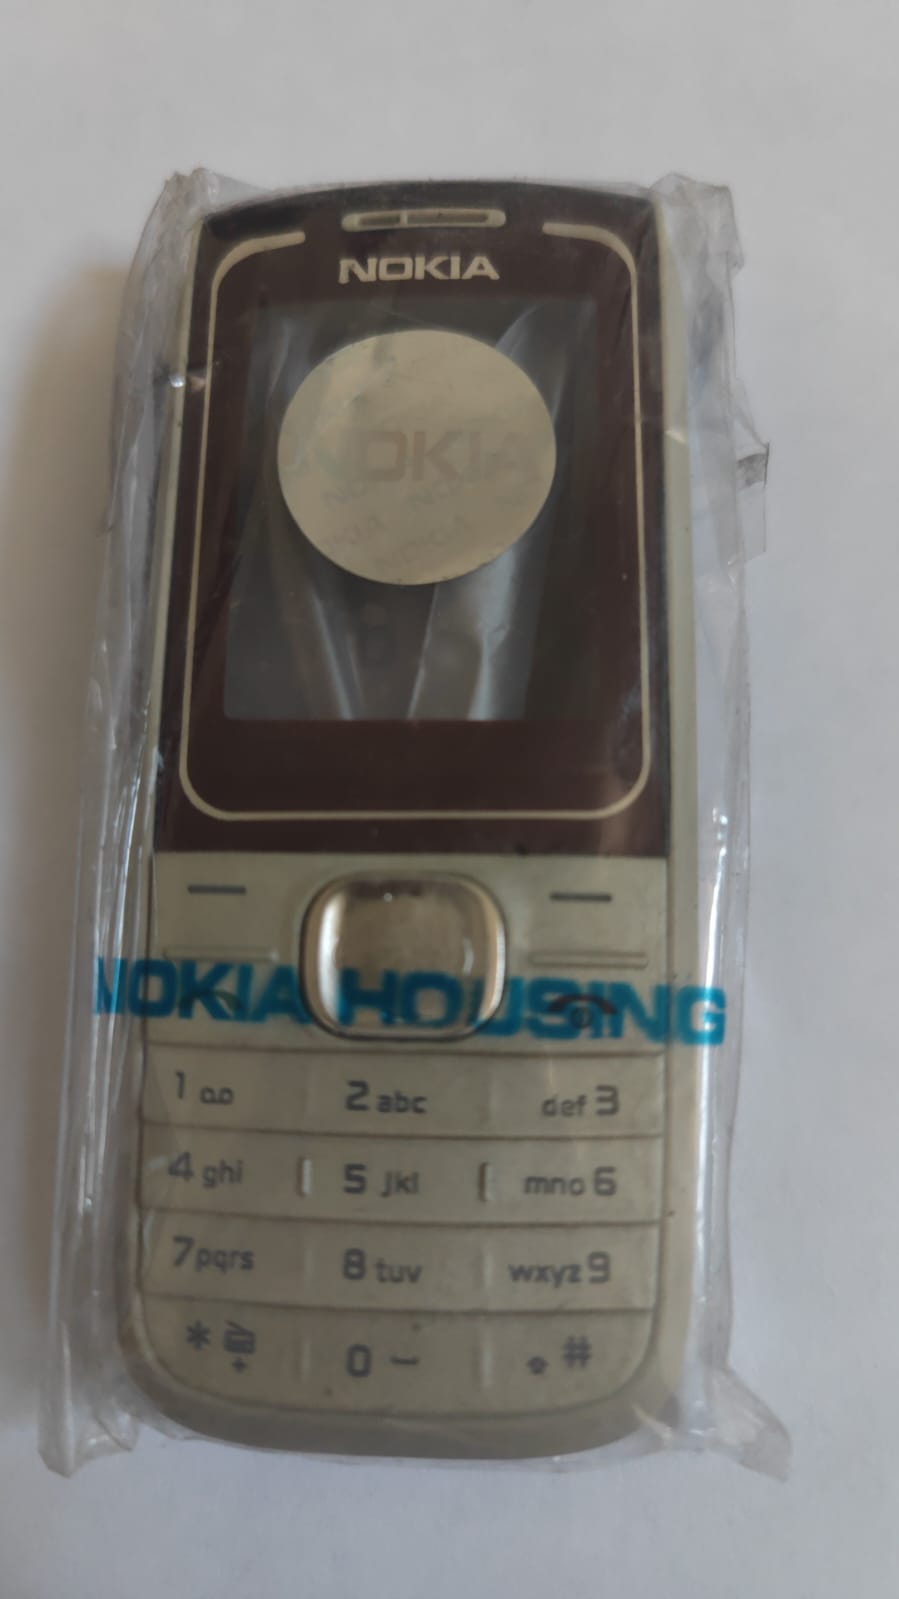 NOKIA
NOKIA
NOKIA HOUSING
1
2 abc
def 3
4 ghi
5 jkl
mno 6
7 pqrs
8 tuv
wxyz 9
* +
0
#